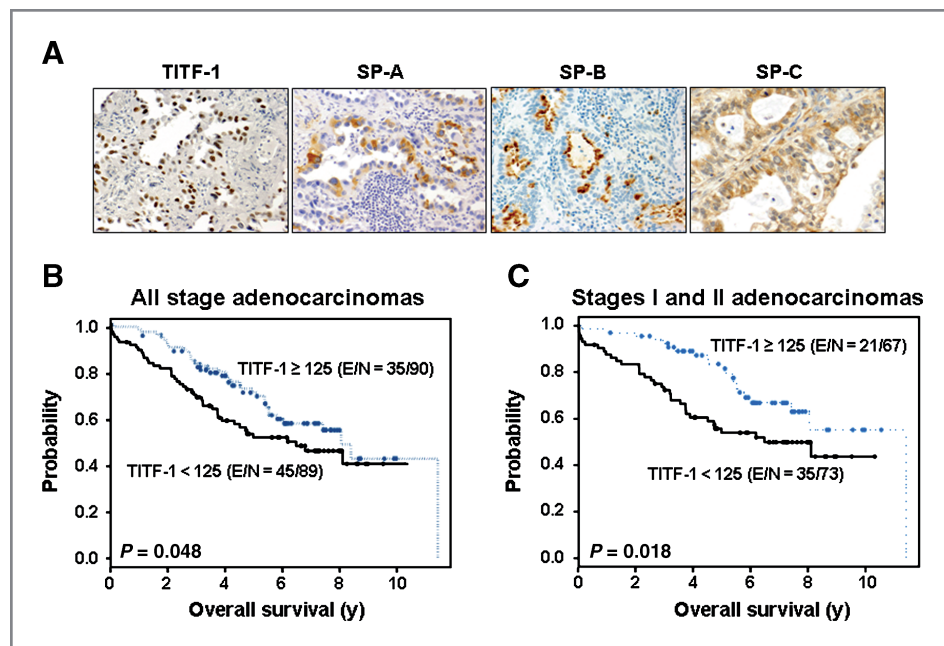 A
TITF-1 SP-A SP-B SP-C
B
All stage adenocarcinomas
1.0
0.8
0.6
0.4
0.2
0.0
Probability
TITF-1 ≥ 125 (E/N = 35/90)
TITF-1 < 125 (E/N = 45/89)
P = 0.048
0 2 4 6 8 10
Overall survival (y)
C
Stages I and II adenocarcinomas
1.0
0.8
0.6
0.4
0.2
0.0
Probability
TITF-1 ≥ 125 (E/N = 21/67)
TITF-1 < 125 (E/N = 35/73)
P = 0.018
0 2 4 6 8 10
Overall survival (y)